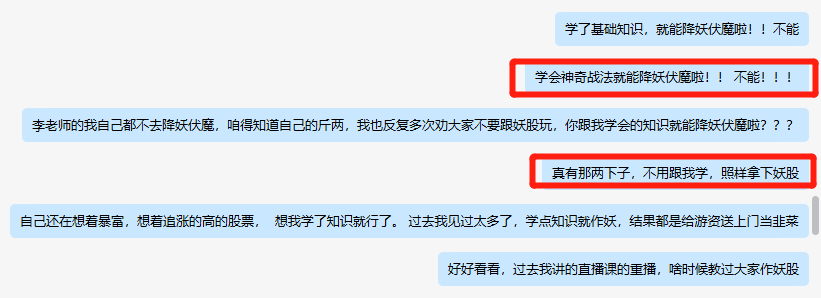 学了基础知识，就能降妖伏魔啦！！不能
学会神奇战法就能降妖伏魔啦！！ 不能！！！
李老师的我自己都不去降妖伏魔，咱得知道自己的斤两，我也反复多次劝大家不要跟妖股玩，你跟我学会的知识就能降妖伏魔啦？？？
真有那两下子，不用跟我学，照样拿下妖股
自己还在想着暴富，想着追涨的高的股票， 想我学了知识就行了。 过去我见过太多了，学点知识就作妖，结果都是给游资送上门当韭菜
好好看看，过去我讲的直播课的重播，啥时候教过大家作妖股